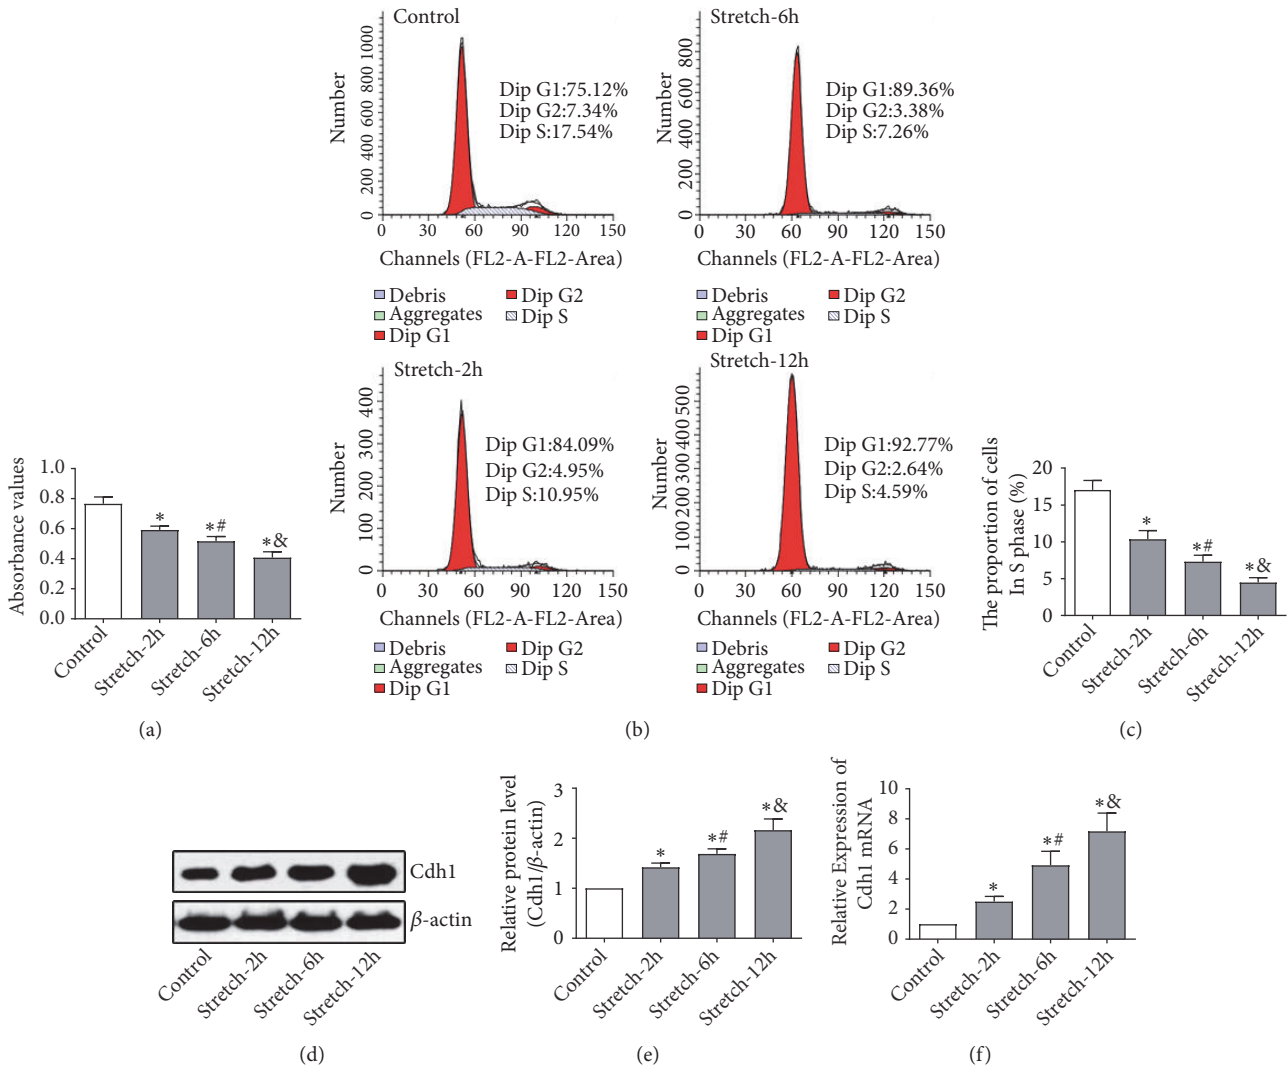 Control
Number
0
200
400
600
800
1000
Dip G1:75.12%
Dip G2:7.34%
Dip S:17.54%
0 30 60 90 120 150
Channels (FL2-A-FL2-Area)
Debris Dip G2
Aggregates Dip S
Dip G1
Stretch-6h
Number
0
200
400
600
800
Dip G1:89.36%
Dip G2:3.38%
Dip S:7.26%
0 30 60 90 120 150
Channels (FL2-A-FL2-Area)
Debris Dip G2
Aggregates Dip S
Dip G1
Stretch-2h
Number
0
100
200
300
400
Dip G1:84.09%
Dip G2:4.95%
Dip S:10.95%
0 30 60 90 120 150
Channels (FL2-A-FL2-Area)
Debris Dip G2
Aggregates Dip S
Dip G1
Stretch-12h
Number
0
100
200
300
400
500
Dip G1:92.77%
Dip G2:2.64%
Dip S:4.59%
0 30 60 90 120 150
Channels (FL2-A-FL2-Area)
Debris Dip G2
Aggregates Dip S
Dip G1
Absorbance values
1.0
0.8
0.6
0.4
0.2
0.0
*
*#
*&
Control
Stretch-2h
Stretch-6h
Stretch-12h
The proportion of cells
In S phase (%)
20
15
10
5
0
*
*#
*&
Control
Stretch-2h
Stretch-6h
Stretch-12h
(a)
(b)
(c)
Cdh1
β-actin
Control
Stretch-2h
Stretch-6h
Stretch-12h
(d)
Relative protein level
(Cdh1/β-actin)
3
2
1
0
*
*#
*&
Control
Stretch-2h
Stretch-6h
Stretch-12h
(e)
Relative Expression of
Cdh1 mRNA
10
8
6
4
2
0
*
*#
*&
Control
Stretch-2h
Stretch-6h
Stretch-12h
(f)